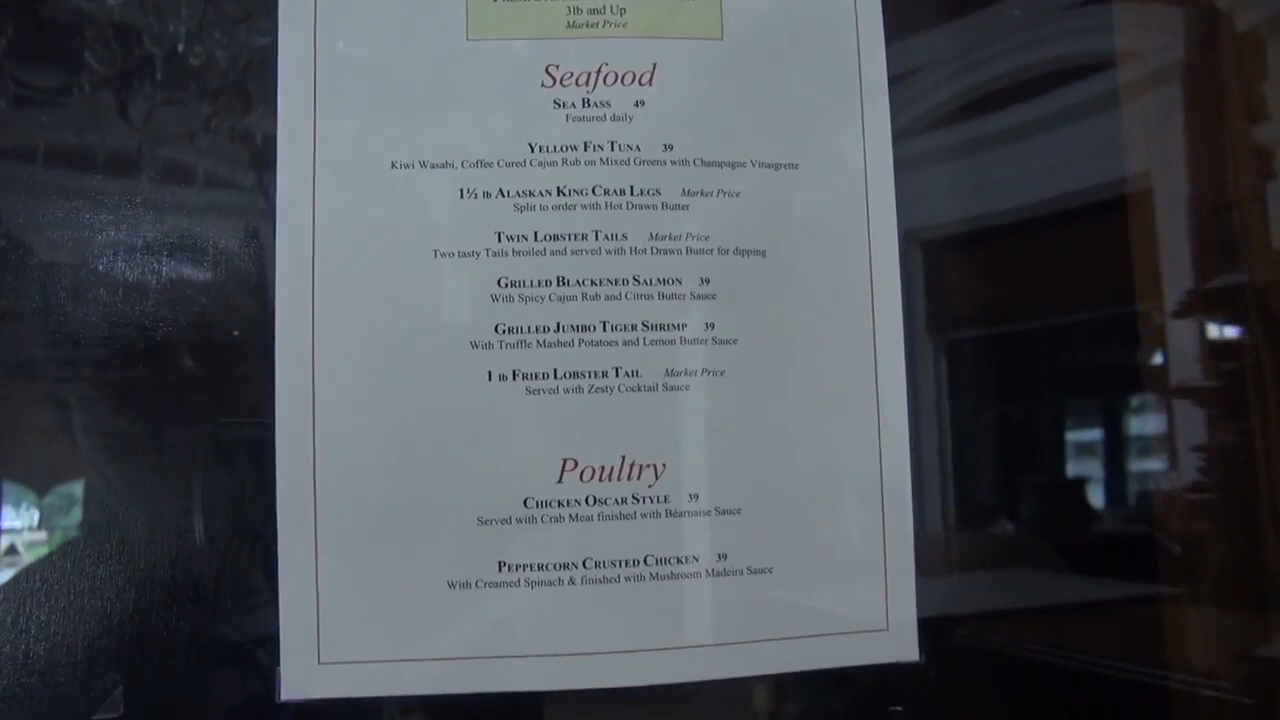 3lb and Up
Market Price
Seafood
SEA BASS 49
Featured daily
YELLOW FIN TUNA 39
Kiwi Wasabi, Coffee Cured Cajun Rub on Mixed Greens with Champagne Vinaigrette
1½ lb ALASKAN KING CRAB LEGS Market Price
Split to order with Hot Drawn Butter
TWIN LOBSTER TAILS Market Price
Two tasty Tails broiled and served with Hot Drawn Butter for dipping
GRILLED BLACKENED SALMON 39
With Spicy Cajun Rub and Citrus Butter Sauce
GRILLED JUMBO TIGER SHRIMP 39
With Truffle Mashed Potatoes and Lemon Butter Sauce
1 lb FRIED LOBSTER TAIL Market Price
Served with Zesty Cocktail Sauce
Poultry
CHICKEN OSCAR STYLE 39
Served with Crab Meat finished with Béarnaise Sauce
PEPPERCORN CRUSTED CHICKEN 39
With Creamed Spinach & finished with Mushroom Madeira Sauce